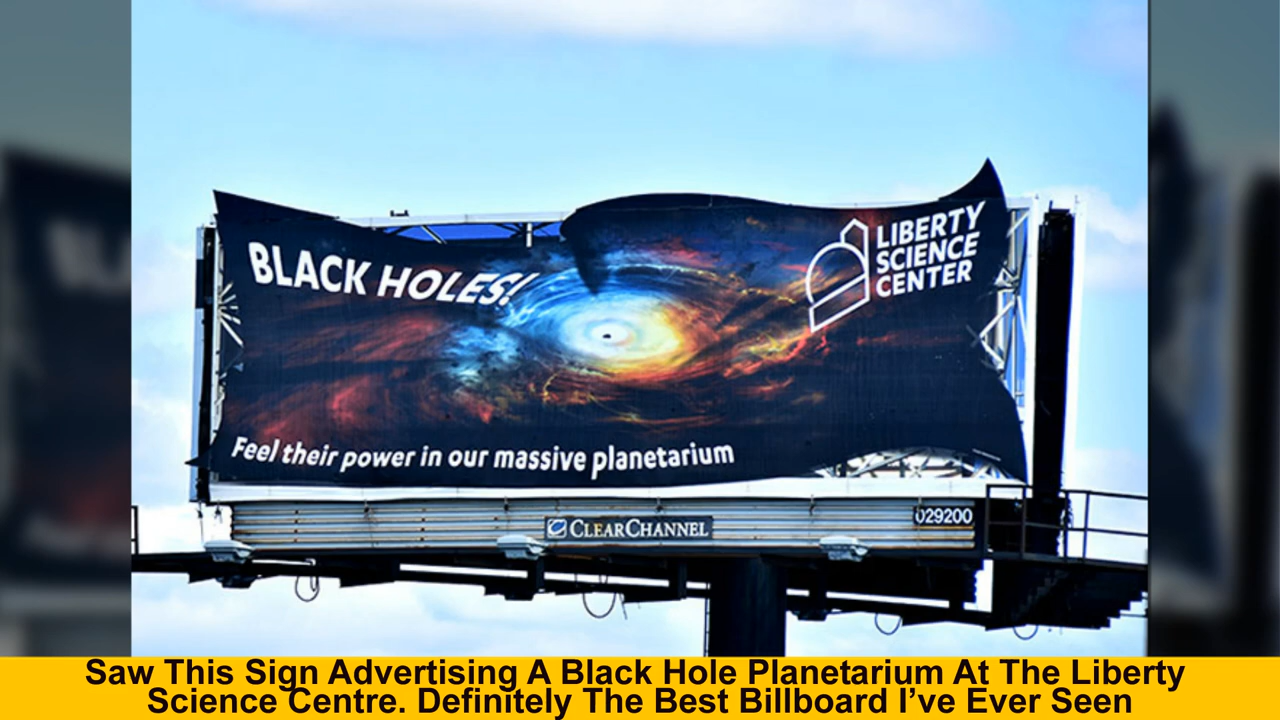 BLACK HOLES!
LIBERTY
SCIENCE
CENTER
Feel their power in our massive planetarium
CLEARCHANNEL
029200
Saw This Sign Advertising A Black Hole Planetarium At The Liberty
Science Centre. Definitely The Best Billboard I’ve Ever Seen